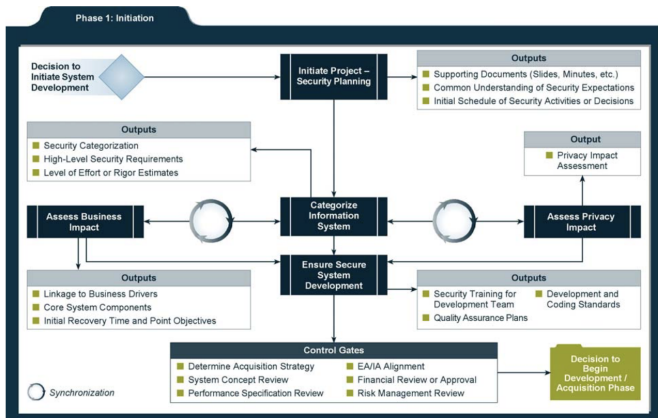 Phase 1: Initiation
Decision to
Initiate System
Development
Initiate Project –
Security Planning
Outputs
Supporting Documents (Slides, Minutes, etc.)
Common Understanding of Security Expectations
Initial Schedule of Security Activities or Decisions
Outputs
Security Categorization
High-Level Security Requirements
Level of Effort or Rigor Estimates
Output
Privacy Impact
Assessment
Assess Business
Impact
Categorize
Information
System
Assess Privacy
Impact
Ensure Secure
System
Development
Outputs
Linkage to Business Drivers
Core System Components
Initial Recovery Time and Point Objectives
Outputs
Security Training for
Development Team
Quality Assurance Plans
Development and
Coding Standards
Control Gates
Determine Acquisition Strategy
System Concept Review
Performance Specification Review
EA/IA Alignment
Financial Review or Approval
Risk Management Review
Decision to
Begin
Development /
Acquisition Phase
Synchronization